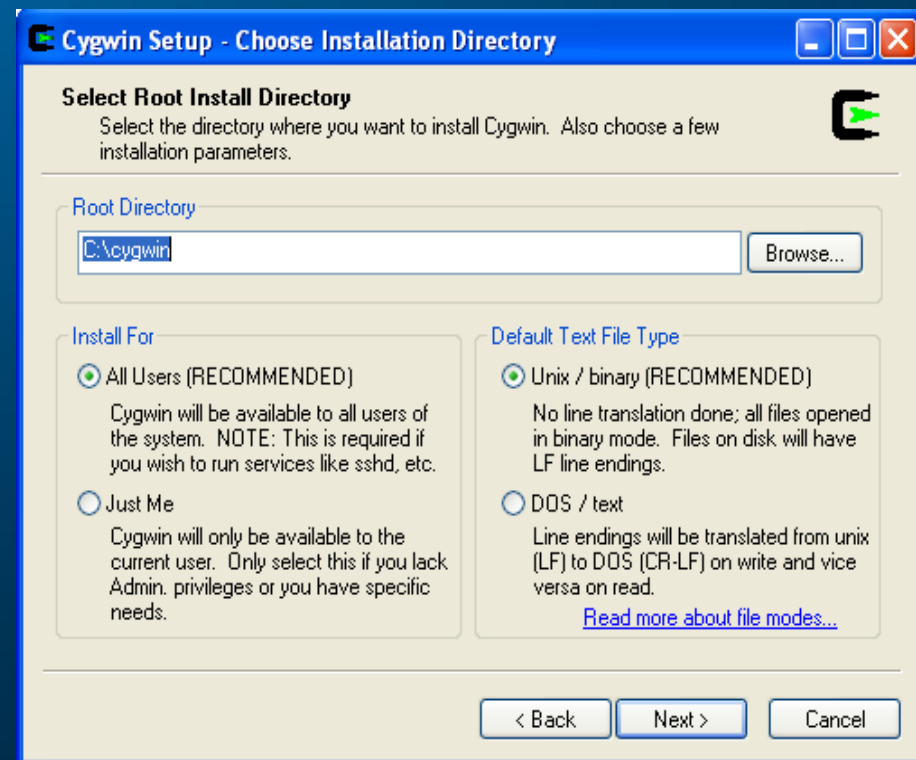 Cygwin Setup - Choose Installation Directory
Select Root Install Directory
Select the directory where you want to install Cygwin. Also choose a few
installation parameters.
Root Directory
C:\cygwin
Browse...
Install For
All Users (RECOMMENDED)
Cygwin will be available to all users of
the system. NOTE: This is required if
you wish to run services like sshd, etc.
Just Me
Cygwin will only be available to the
current user. Only select this if you lack
Admin. privileges or you have specific
needs.
Default Text File Type
Unix / binary (RECOMMENDED)
No line translation done; all files opened
in binary mode. Files on disk will have
LF line endings.
DOS / text
Line endings will be translated from unix
(LF) to DOS (CR-LF) on write and vice
versa on read.
Read more about file modes...
< Back
Next >
Cancel